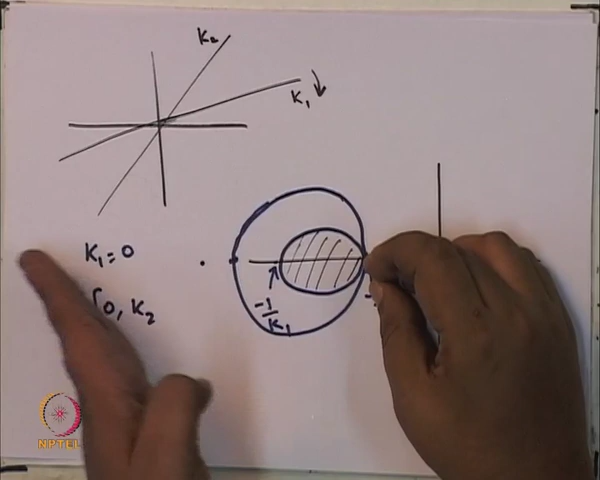 K2
K1
K1 = 0
[0, K2
-1/K1
-
NPTEL